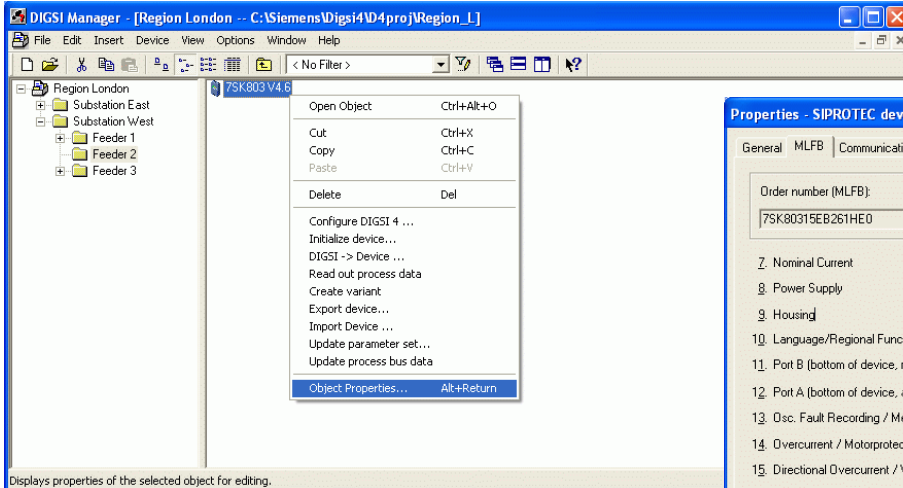 DIGSI Manager - [Region London -- C:\Siemens\Digsi4\D4proj\Region_L]
File Edit Insert Device View Options Window Help
< No Filter >
Region London
Substation East
Substation West
Feeder 1
Feeder 2
Feeder 3
7SK803 V4.6
Open Object Ctrl+Alt+O
Cut Ctrl+X
Copy Ctrl+C
Paste Ctrl+V
Delete Del
Configure DIGSI 4 ...
Initialize device...
DIGSI -> Device ...
Read out process data
Create variant
Export device...
Import Device ...
Update parameter set...
Update process bus data
Object Properties... Alt+Return
Properties - SIPROTEC dev
General MLFB Communicati
Order number (MLFB):
7SK80315EB261HE0
7. Nominal Current
8. Power Supply
9. Housing
10. Language/Regional Func
11. Port B (bottom of device, r
12. Port A (bottom of device,
13. Osc. Fault Recording / Me
14. Overcurrent / Motorprotec
15. Directional Overcurrent / V
Displays properties of the selected object for editing.